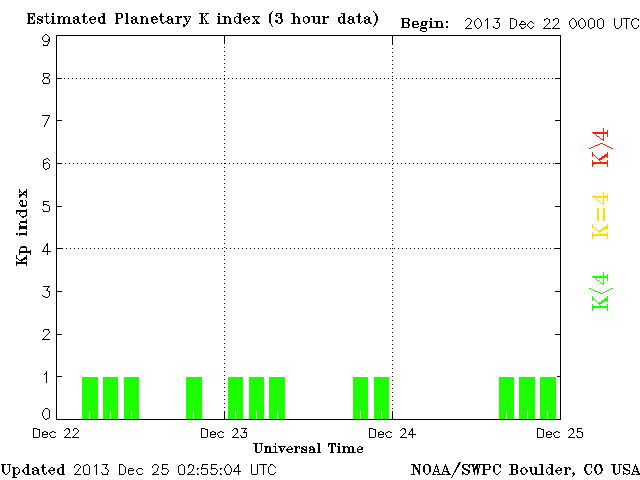 Estimated Planetary K index (3 hour data) Begin: 2013 Dec 22 0000 UTC
9
8
7
6
5
4
3
2
1
0
Kp index
K>4
K=4
K<4
Dec 22 Dec 23 Dec 24 Dec 25
Universal Time
Updated 2013 Dec 25 02:55:04 UTC NOAA/SWPC Boulder, CO USA